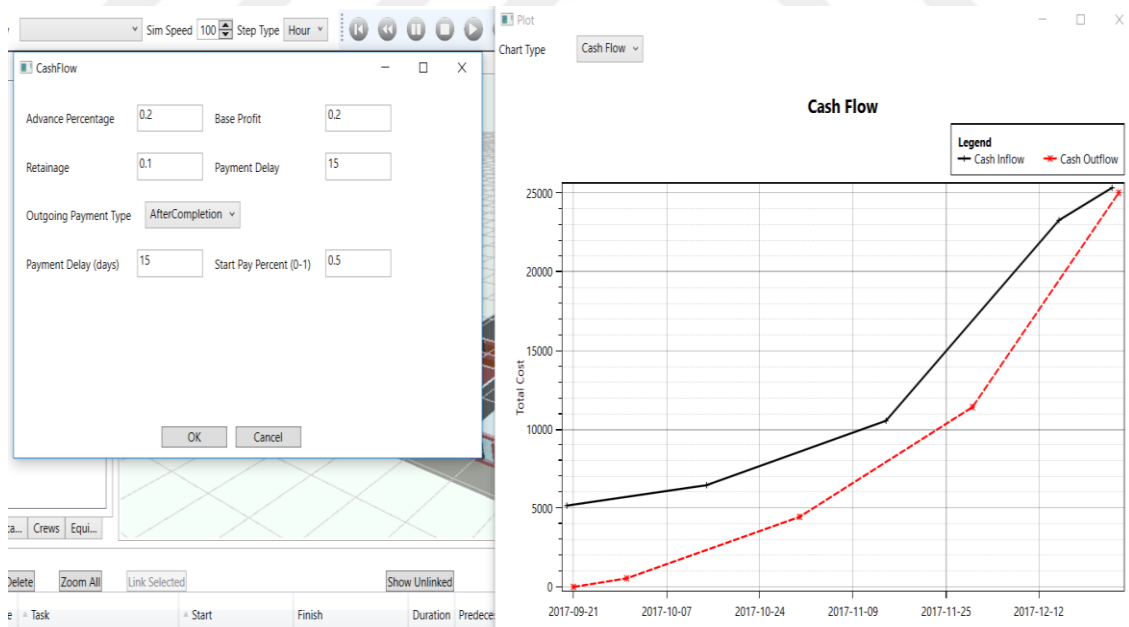 Sim Speed 100 Step Type Hour
CashFlow
Advance Percentage 0.2 Base Profit 0.2
Retainage 0.1 Payment Delay 15
Outgoing Payment Type AfterCompletion
Payment Delay (days) 15 Start Pay Percent (0-1) 0.5
OK Cancel
Crews Equi...
Delete Zoom All Link Selected Show Unlinked
Task Start Finish Duration
Plot
Chart Type Cash Flow
Cash Flow
Legend
Cash Inflow Cash Outflow
25000
20000
15000
10000
5000
0
Total Cost
2017-09-21 2017-10-07 2017-10-24 2017-11-09 2017-11-25 2017-12-12